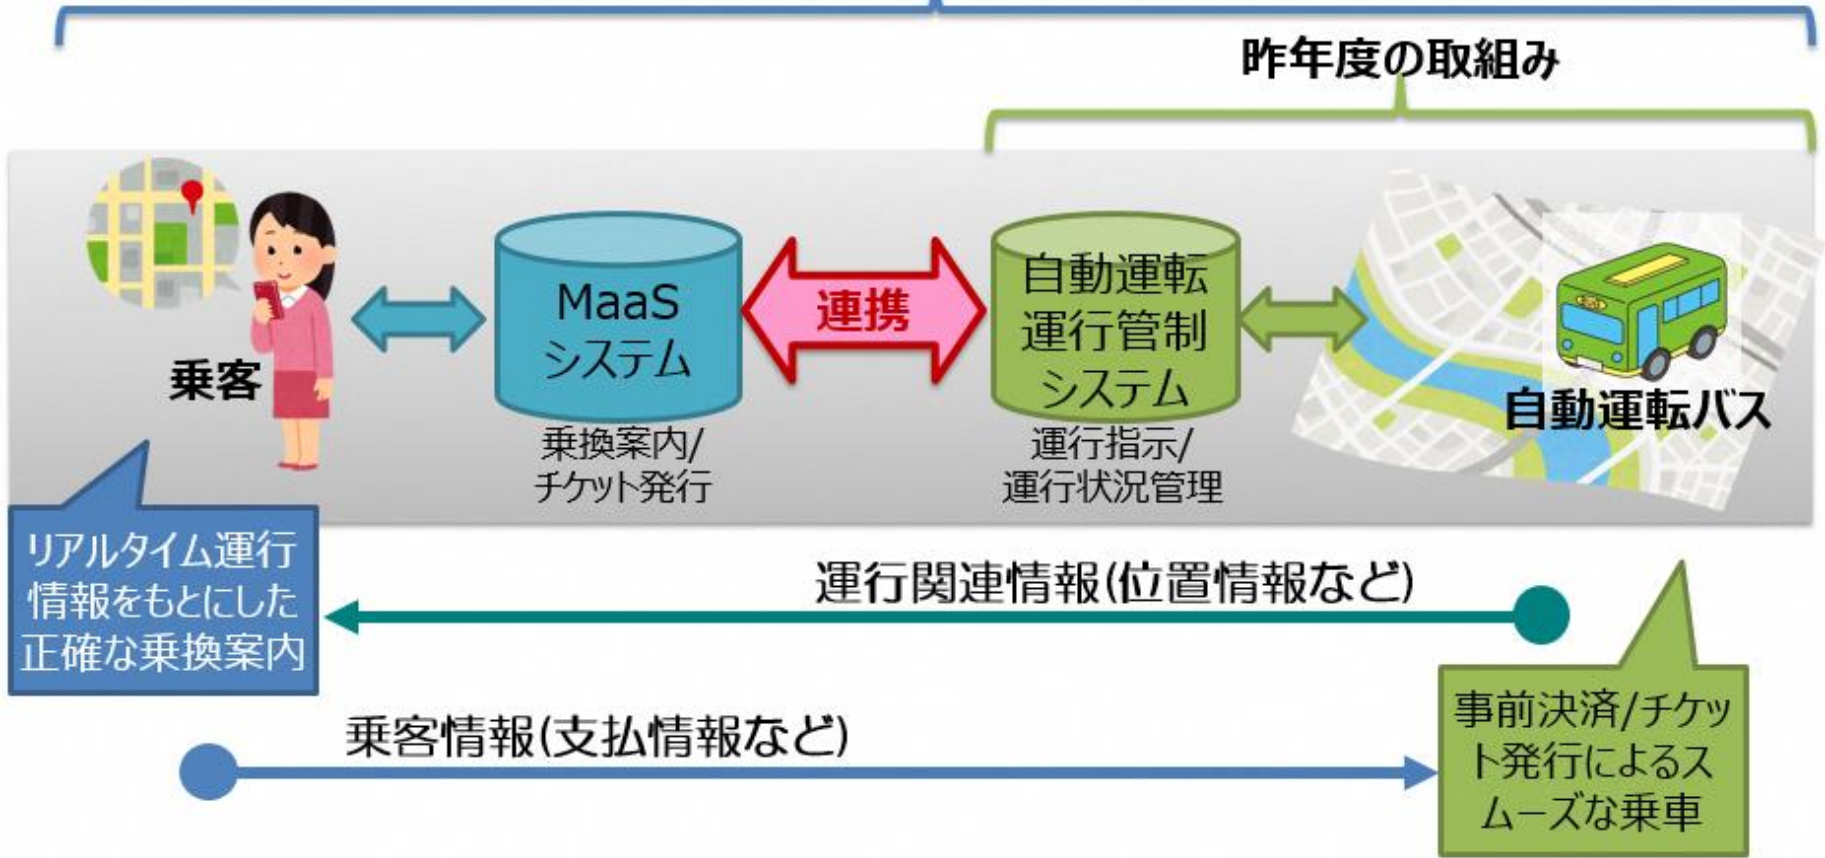 昨年度の取組み
乗客
MaaS
システム
乗換案内/
チケット発行
連携
自動運転
運行管制
システム
運行指示/
運行状況管理
自動運転バス
リアルタイム運行
情報をもとにした
正確な乗換案内
運行関連情報(位置情報など)
乗客情報(支払情報など)
事前決済/チケッ
ト発行によるス
ムーズな乗車